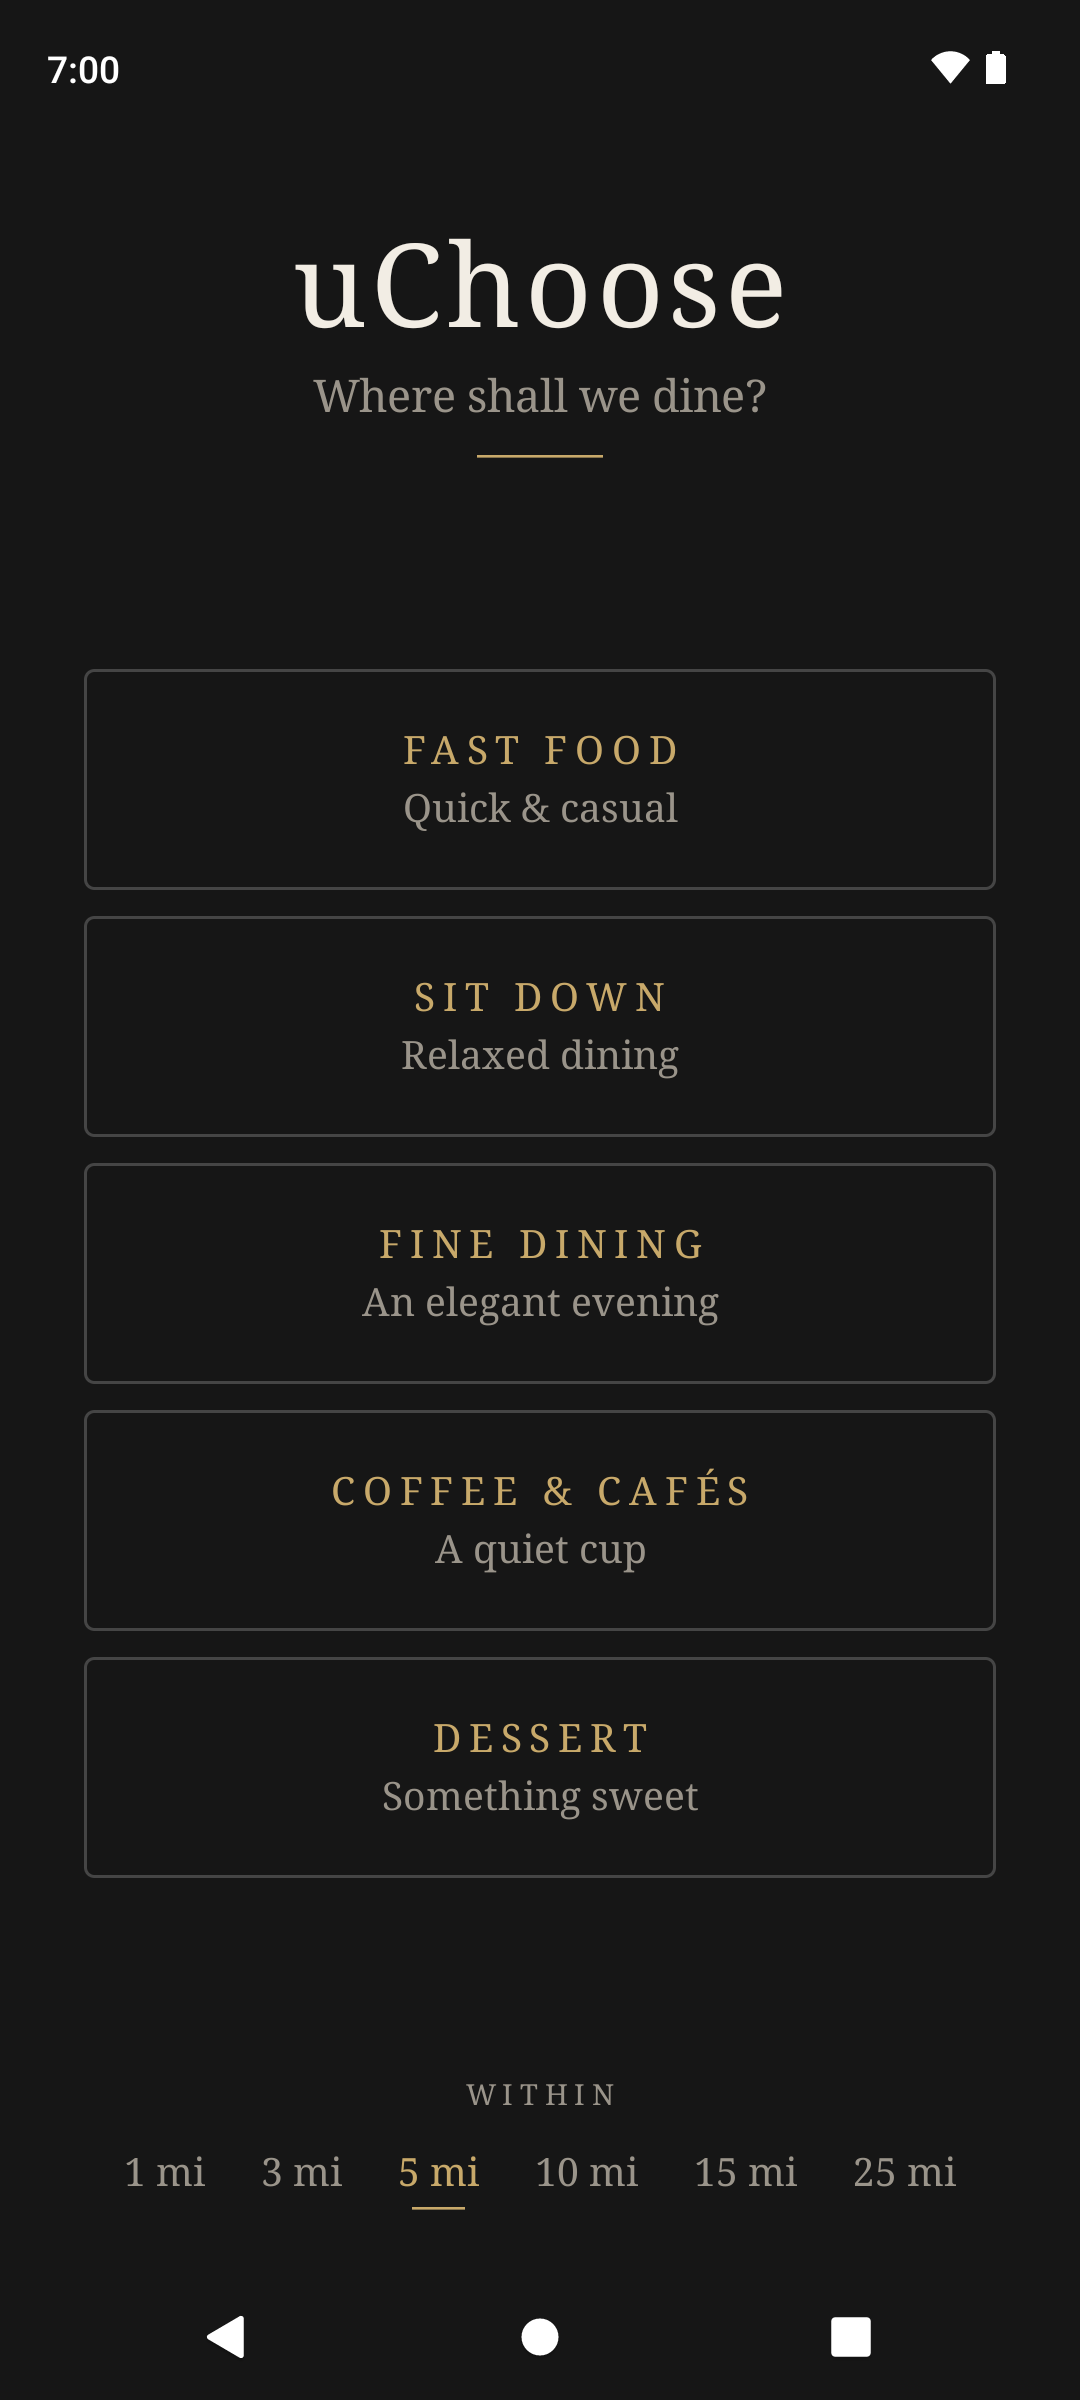 7:00
uChoose
Where shall we dine?
FAST FOOD
Quick & casual
SIT DOWN
Relaxed dining
FINE DINING
An elegant evening
COFFEE & CAFÉS
A quiet cup
DESSERT
Something sweet
WITHIN
1 mi 3 mi 5 mi 10 mi 15 mi 25 mi